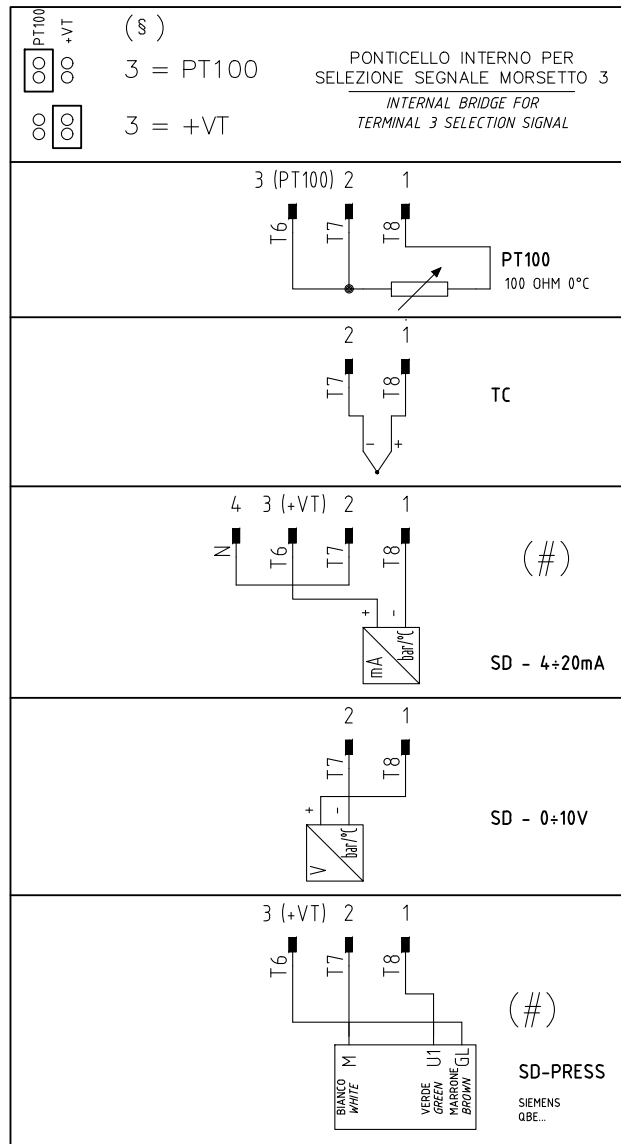 PT100
+VT
(§)
3 = PT100
3 = +VT
PONTICELLO INTERNO PER
SELEZIONE SEGNALE MORSETTO 3
INTERNAL BRIDGE FOR
TERMINAL 3 SELECTION SIGNAL
3 (PT100) 2 1
T6 T7 T8
PT100
100 OHM 0°C
2 1
T7 T8
TC
- +
4 3 (+VT) 2 1
N T6 T7 T8
(#)
+ -
mA bar/°C
SD - 4÷20mA
2 1
T7 T8
+ -
V bar/°C
SD - 0÷10V
3 (+VT) 2 1
T6 T7 T8
(#)
M U1 GL
BIANCO
WHITE
VERDE
GREEN
MARRONE
BROWN
SD-PRESS
SIEMENS
QBE...